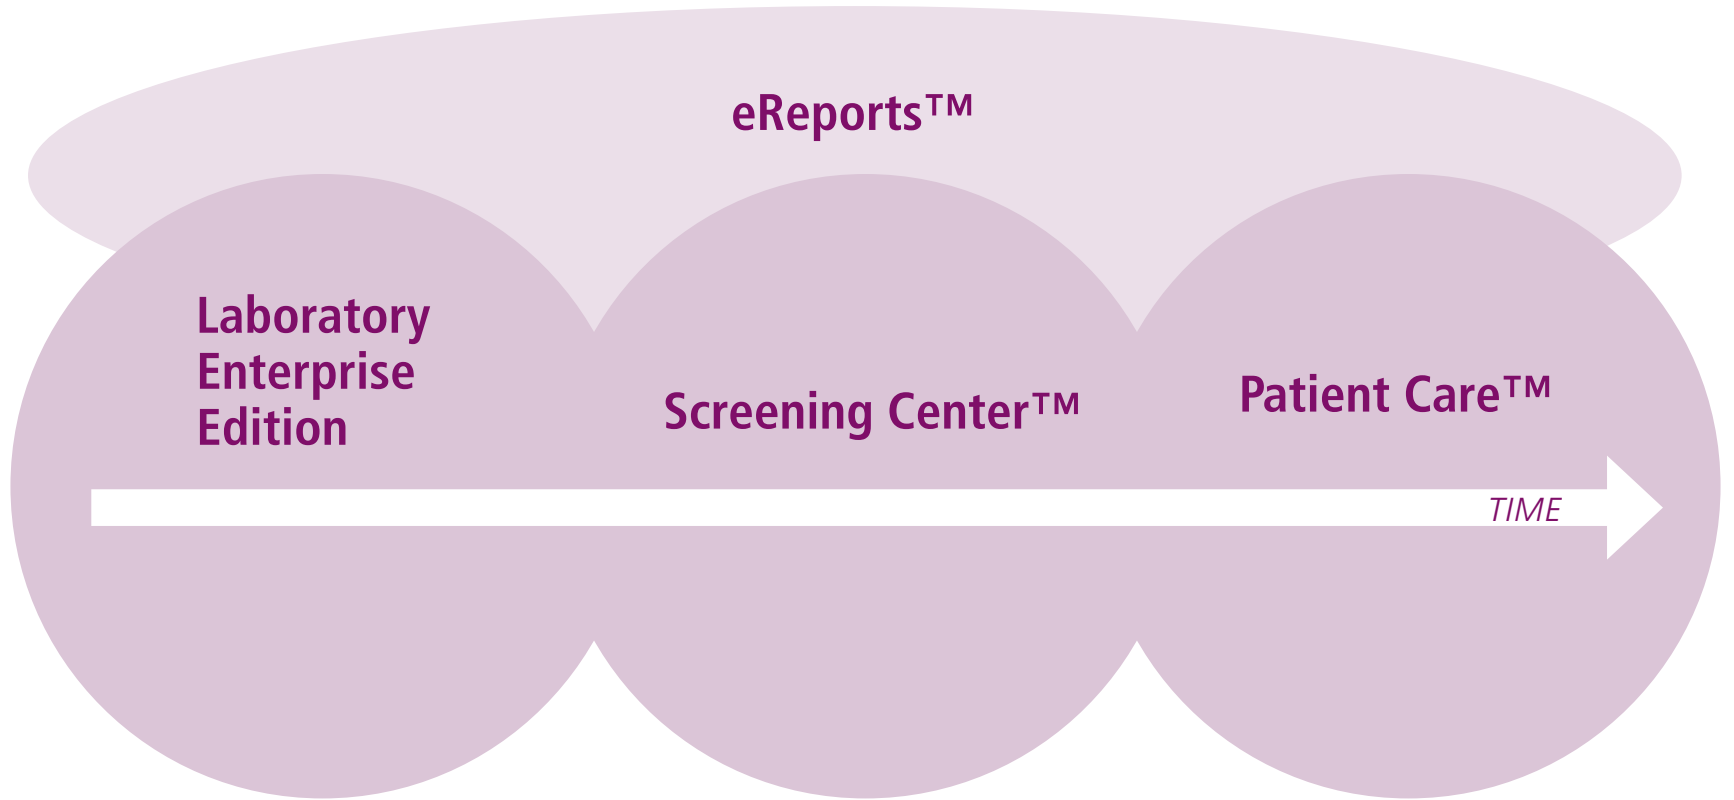 eReports™
Laboratory
Enterprise
Edition
Screening Center™
Patient Care™
TIME